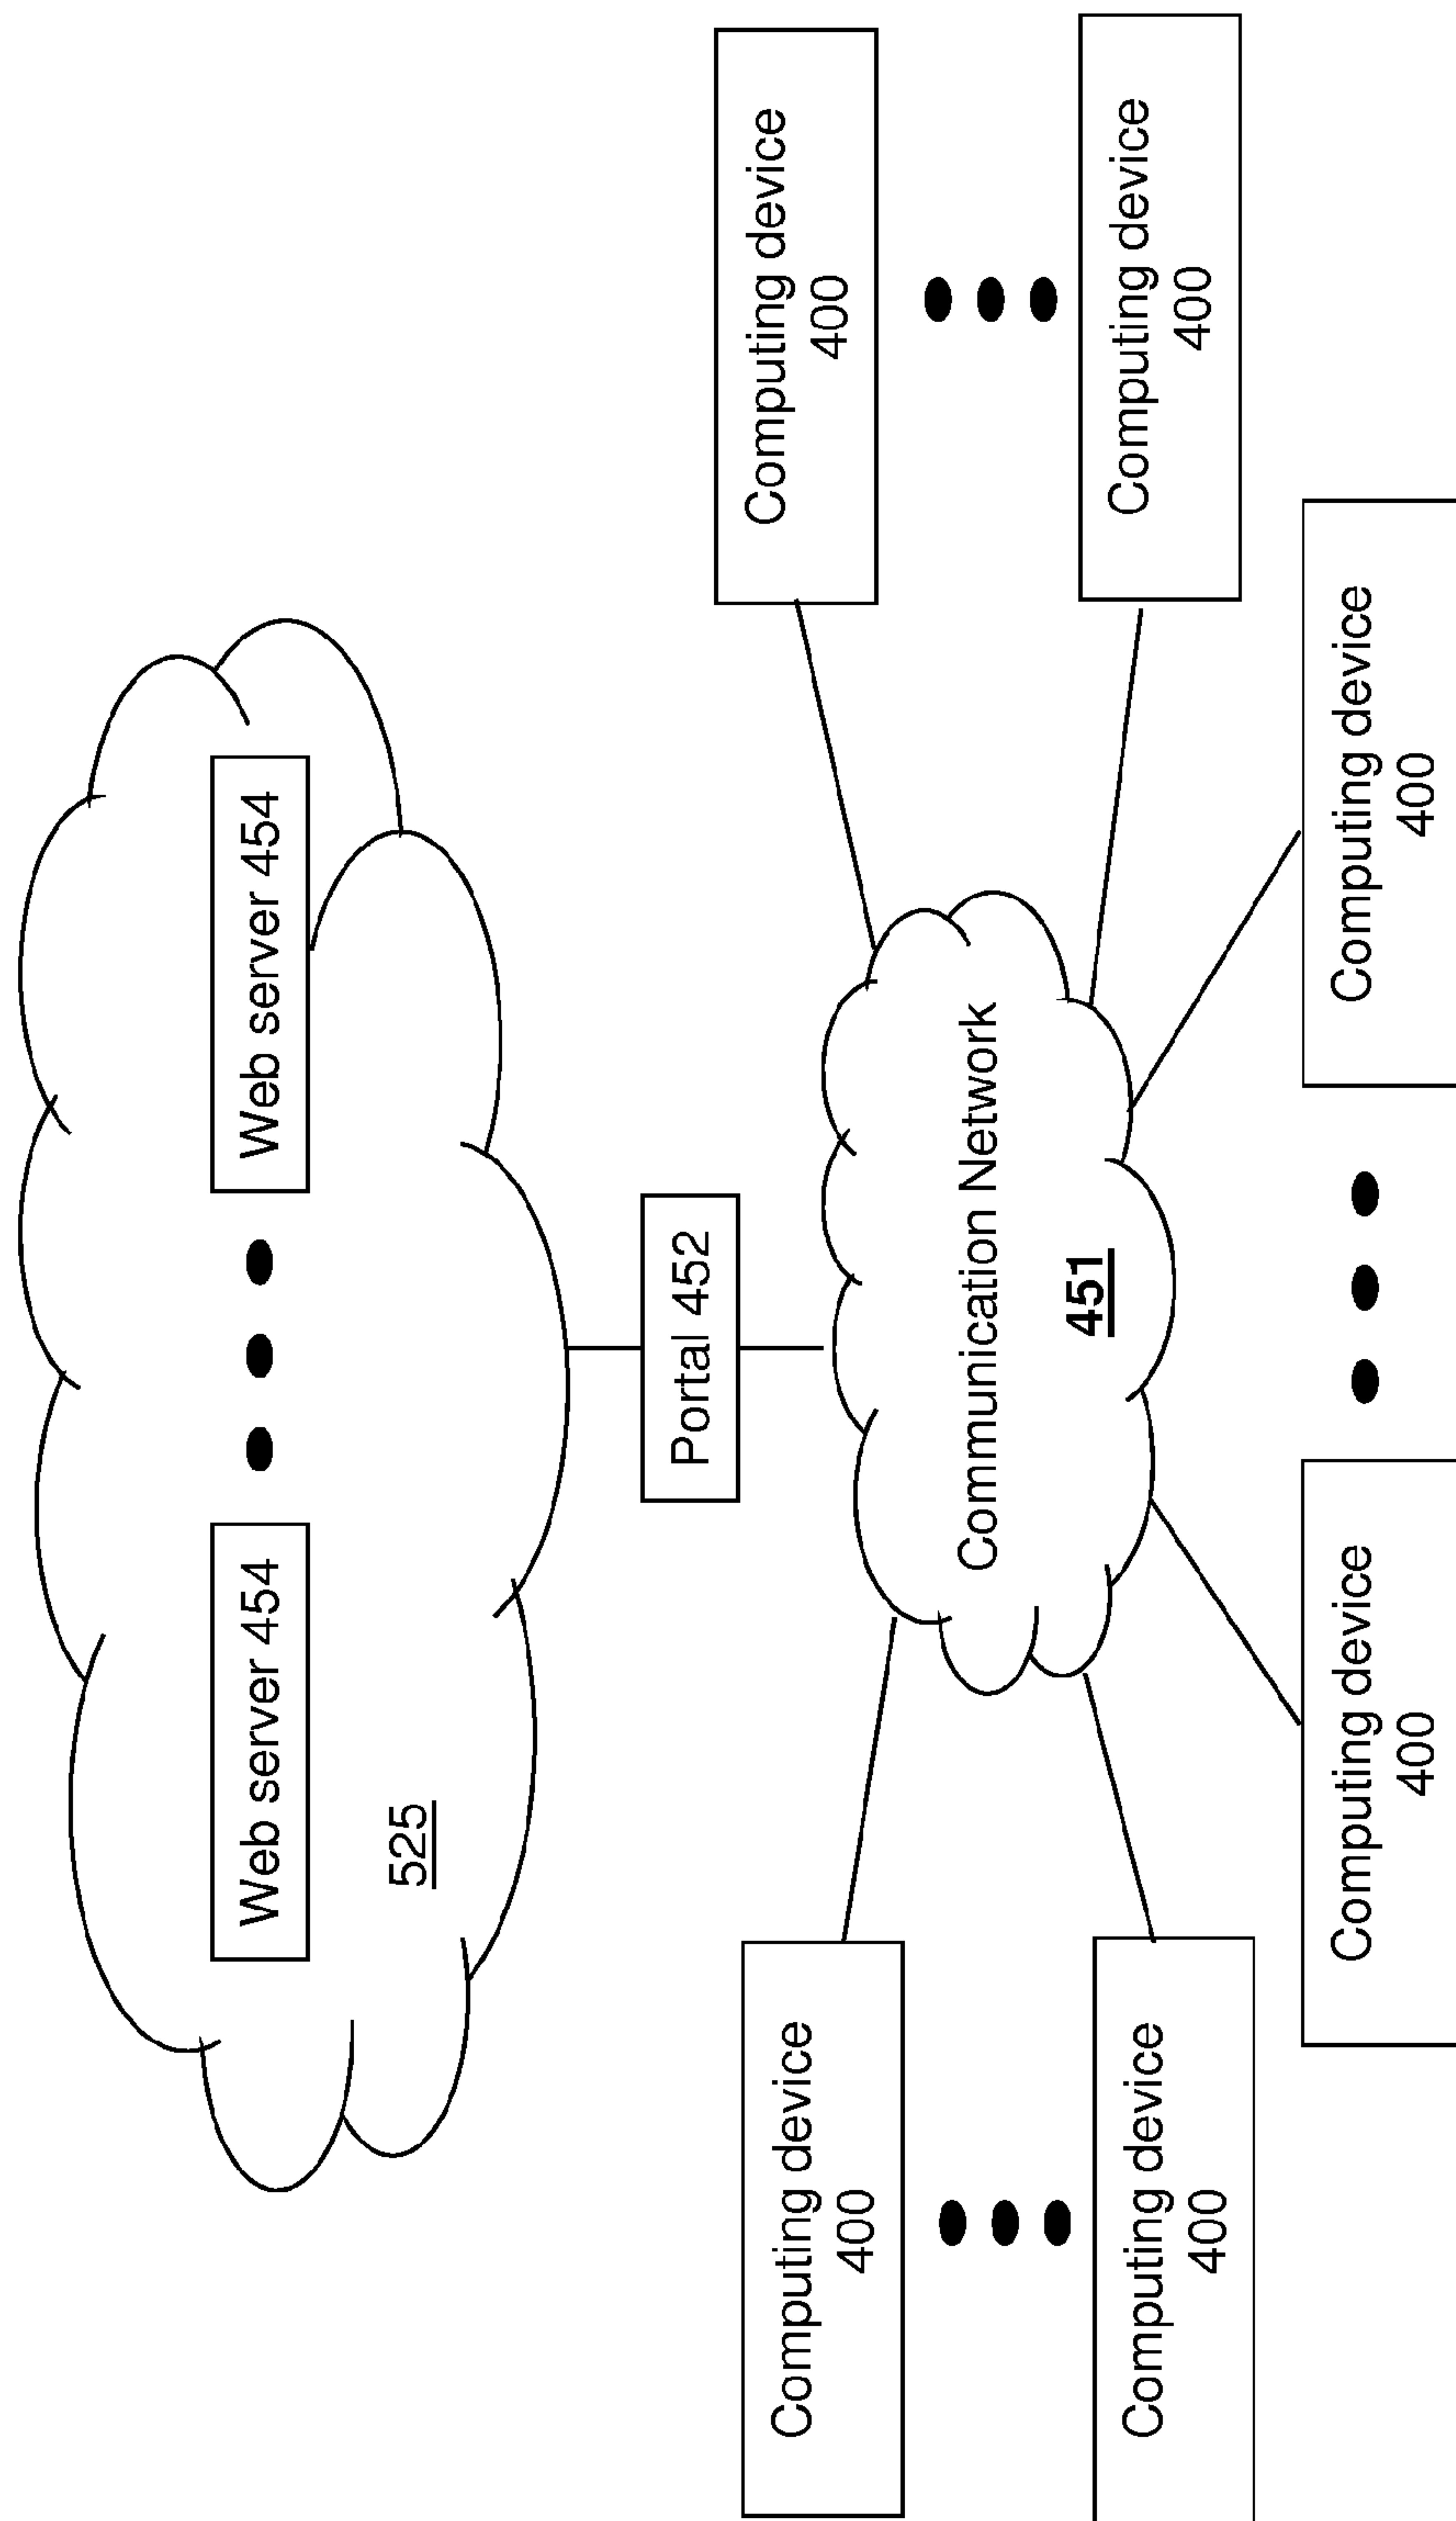 Web server 454
Web server 454
525
Portal 452
Communication Network
451
Computing device
400
Computing device
400
Computing device
400
Computing device
400
Computing device
400
Computing device
400